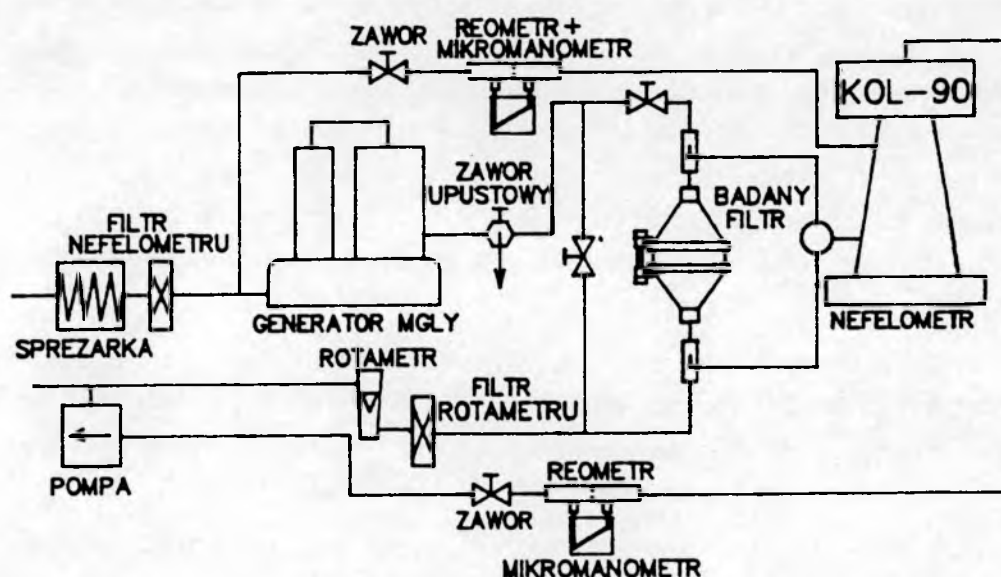 ZAWOR
REOMETR +
MIKROMANOMETR
KOL-90
ZAWOR
UPUSTOWY
BADANY
FILTR
FILTR
NEFELOMETRU
SPREZARKA
GENERATOR MGLY
NEFELOMETR
ROTAMETR
FILTR
ROTAMETRU
POMPA
ZAWOR
REOMETR
MIKROMANOMETR